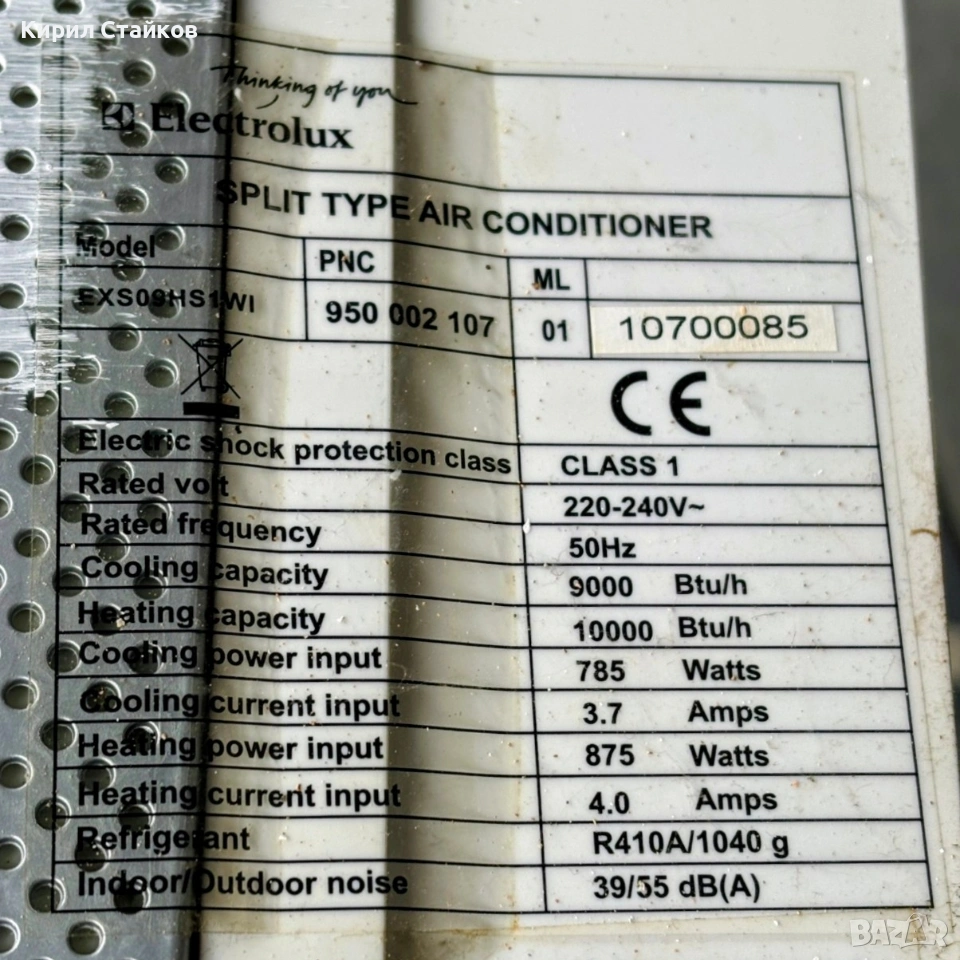 Кирил Стайков
Thinking of you
Electrolux
SPLIT TYPE AIR CONDITIONER
Model PNC ML
EXS09HS1WI 950 002 107 01 10700085
CE
Electric shock protection class CLASS 1
Rated volt 220-240V~
Rated frequency 50Hz
Cooling capacity 9000 Btu/h
Heating capacity 10000 Btu/h
Cooling power input 785 Watts
Cooling current input 3.7 Amps
Heating power input 875 Watts
Heating current input 4.0 Amps
Refrigerant R410A/1040 g
Indoor/Outdoor noise 39/55 dB(A)
BAZAR